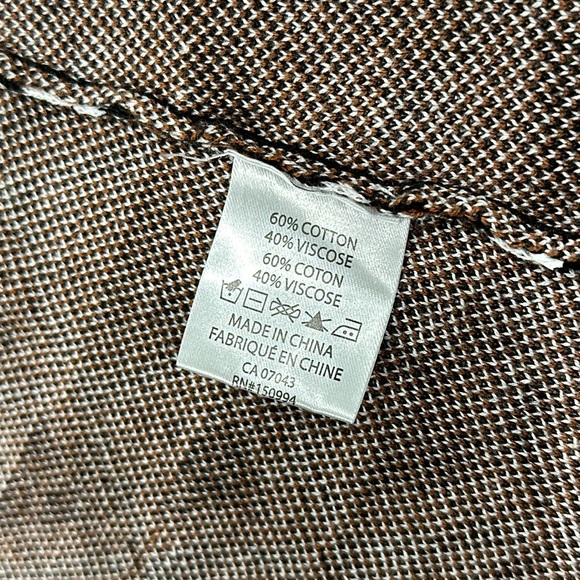 60% COTTON
40% VISCOSE
60% COTON
40% VISCOSE
MADE IN CHINA
FABRIQUÉ EN CHINE
CA 07043
RN#150994